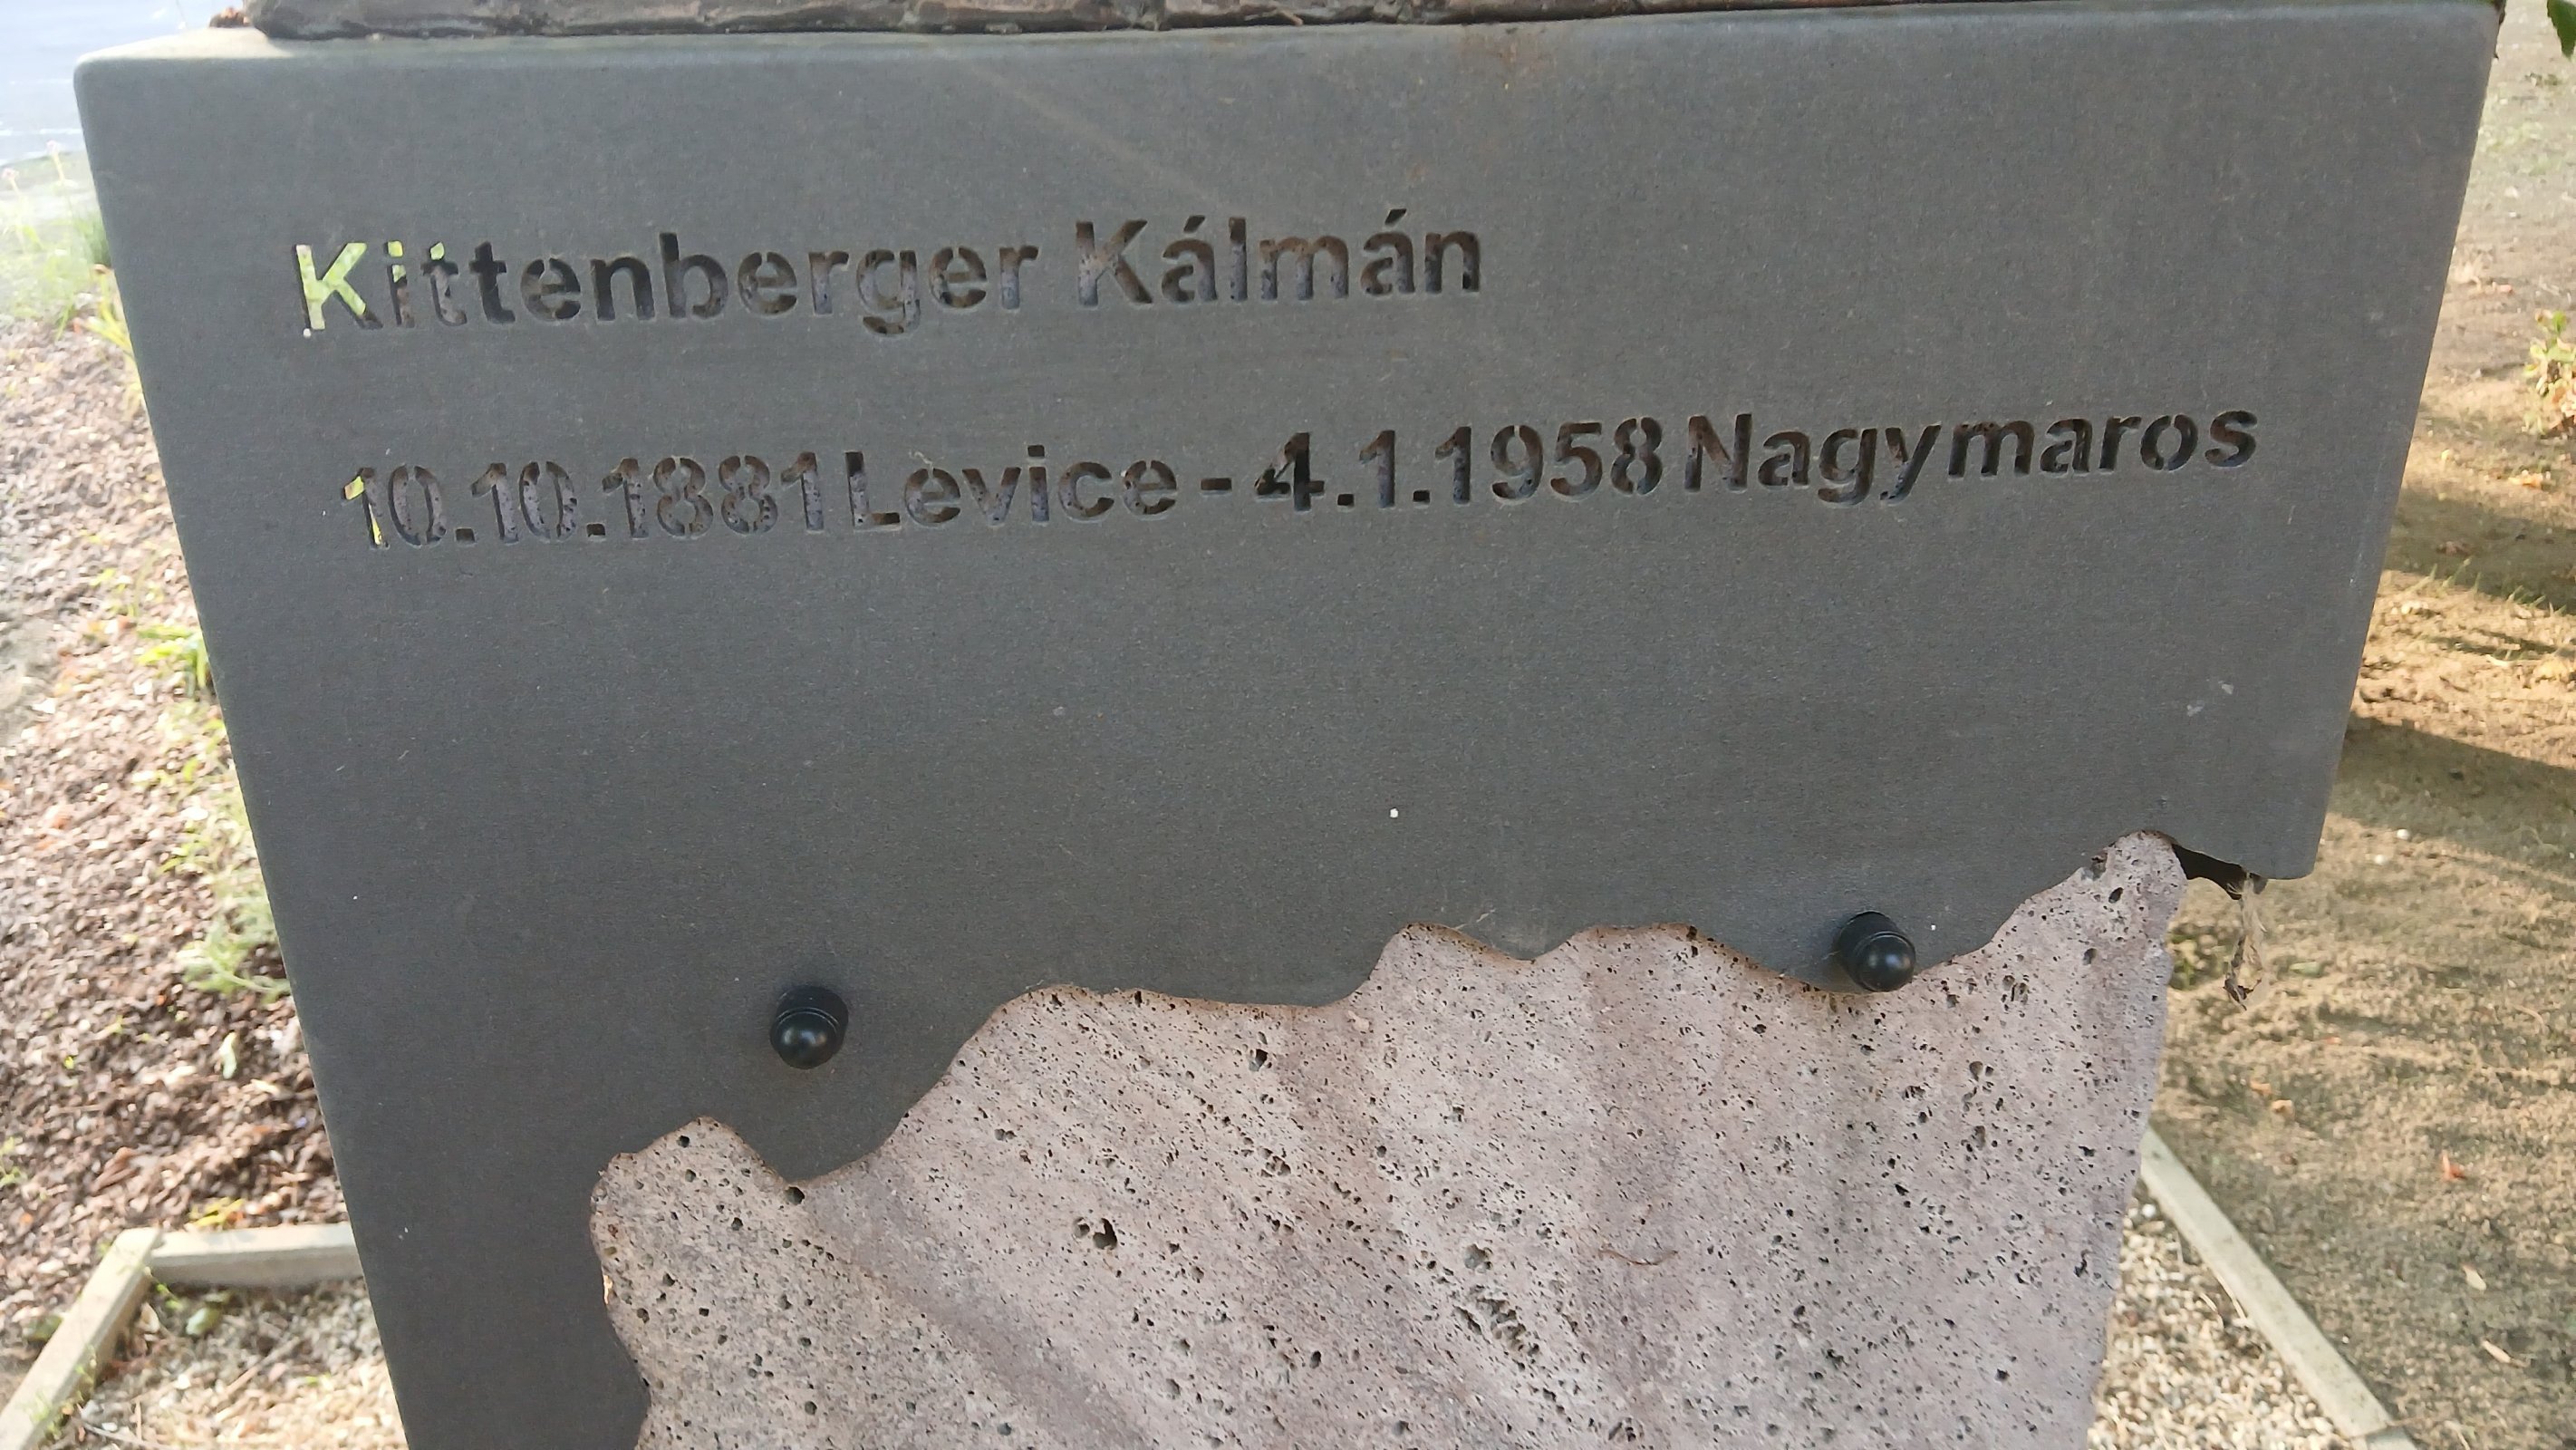 Kittenberger Kálmán
10.10.1881 Levice - 4.1.1958 Nagymaros